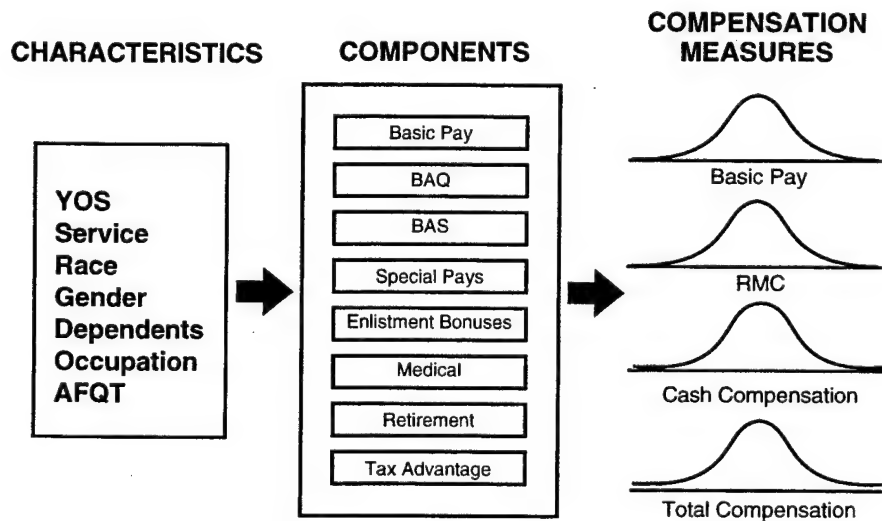 CHARACTERISTICS
YOS
Service
Race
Gender
Dependents
Occupation
AFQT
COMPONENTS
Basic Pay
BAQ
BAS
Special Pays
Enlistment Bonuses
Medical
Retirement
Tax Advantage
COMPENSATION
MEASURES
Basic Pay
RMC
Cash Compensation
Total Compensation